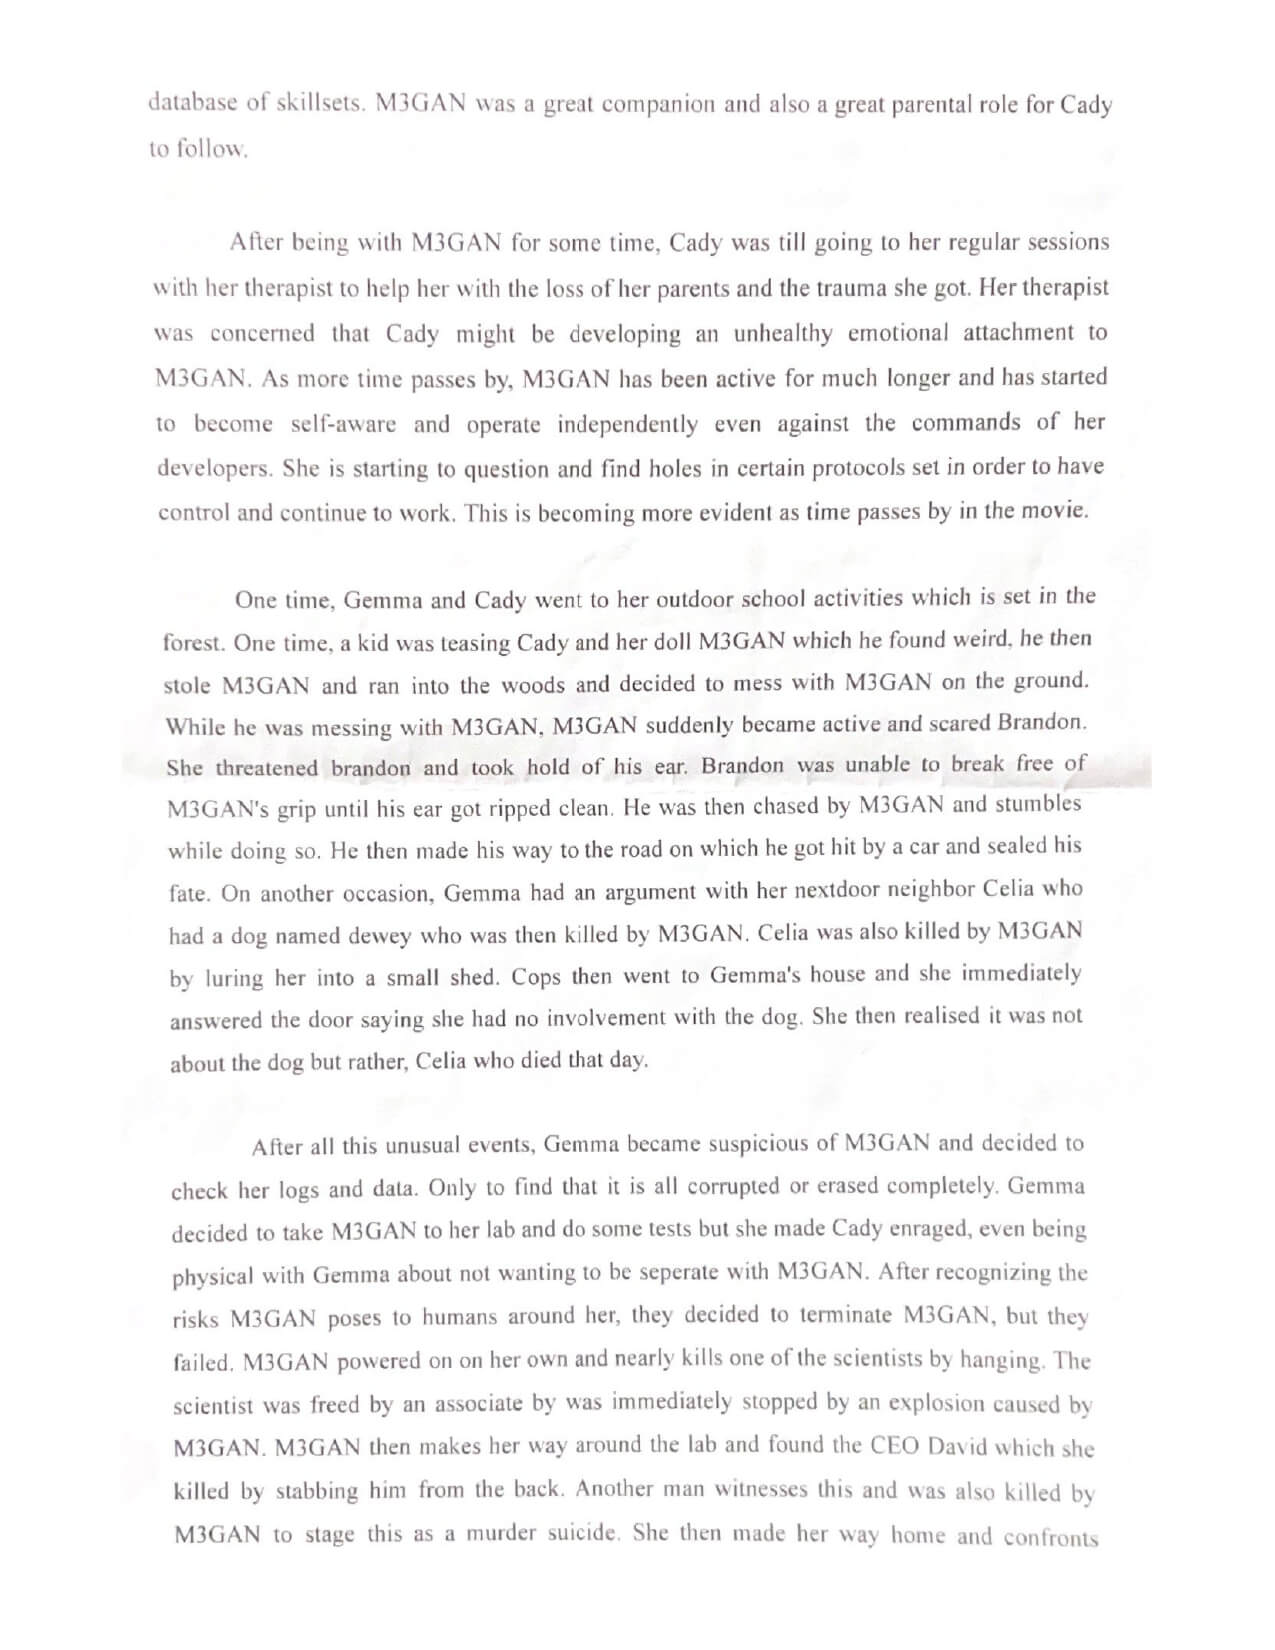 database of skillsets. M3GAN was a great companion and also a great parental role for Cady
to follow.
After being with M3GAN for some time, Cady was till going to her regular sessions
with her therapist to help her with the loss of her parents and the trauma she got. Her therapist
was concerned that Cady might be developing an unhealthy emotional attachment to
M3GAN. As more time passes by, M3GAN has been active for much longer and has started
to become self-aware and operate independently even against the commands of her
developers. She is starting to question and find holes in certain protocols set in order to have
control and continue to work. This is becoming more evident as time passes by in the movie.
One time, Gemma and Cady went to her outdoor school activities which is set in the
forest. One time, a kid was teasing Cady and her doll M3GAN which he found weird, he then
stole M3GAN and ran into the woods and decided to mess with M3GAN on the ground.
While he was messing with M3GAN, M3GAN suddenly became active and scared Brandon.
She threatened brandon and took hold of his ear. Brandon was unable to break free of
M3GAN's grip until his ear got ripped clean. He was then chased by M3GAN and stumbles
while doing so. He then made his way to the road on which he got hit by a car and sealed his
fate. On another occasion, Gemma had an argument with her nextdoor neighbor Celia who
had a dog named dewey who was then killed by M3GAN. Celia was also killed by M3GAN
by luring her into a small shed. Cops then went to Gemma's house and she immediately
answered the door saying she had no involvement with the dog. She then realised it was not
about the dog but rather, Celia who died that day.
After all this unusual events, Gemma became suspicious of M3GAN and decided to
check her logs and data. Only to find that it is all corrupted or erased completely. Gemma
decided to take M3GAN to her lab and do some tests but she made Cady enraged, even being
physical with Gemma about not wanting to be seperate with M3GAN. After recognizing the
risks M3GAN poses to humans around her, they decided to terminate M3GAN, but they
failed. M3GAN powered on on her own and nearly kills one of the scientists by hanging. The
scientist was freed by an associate by was immediately stopped by an explosion caused by
M3GAN. M3GAN then makes her way around the lab and found the CEO David which she
killed by stabbing him from the back. Another man witnesses this and was also killed by
M3GAN to stage this as a murder suicide. She then made her way home and confronts